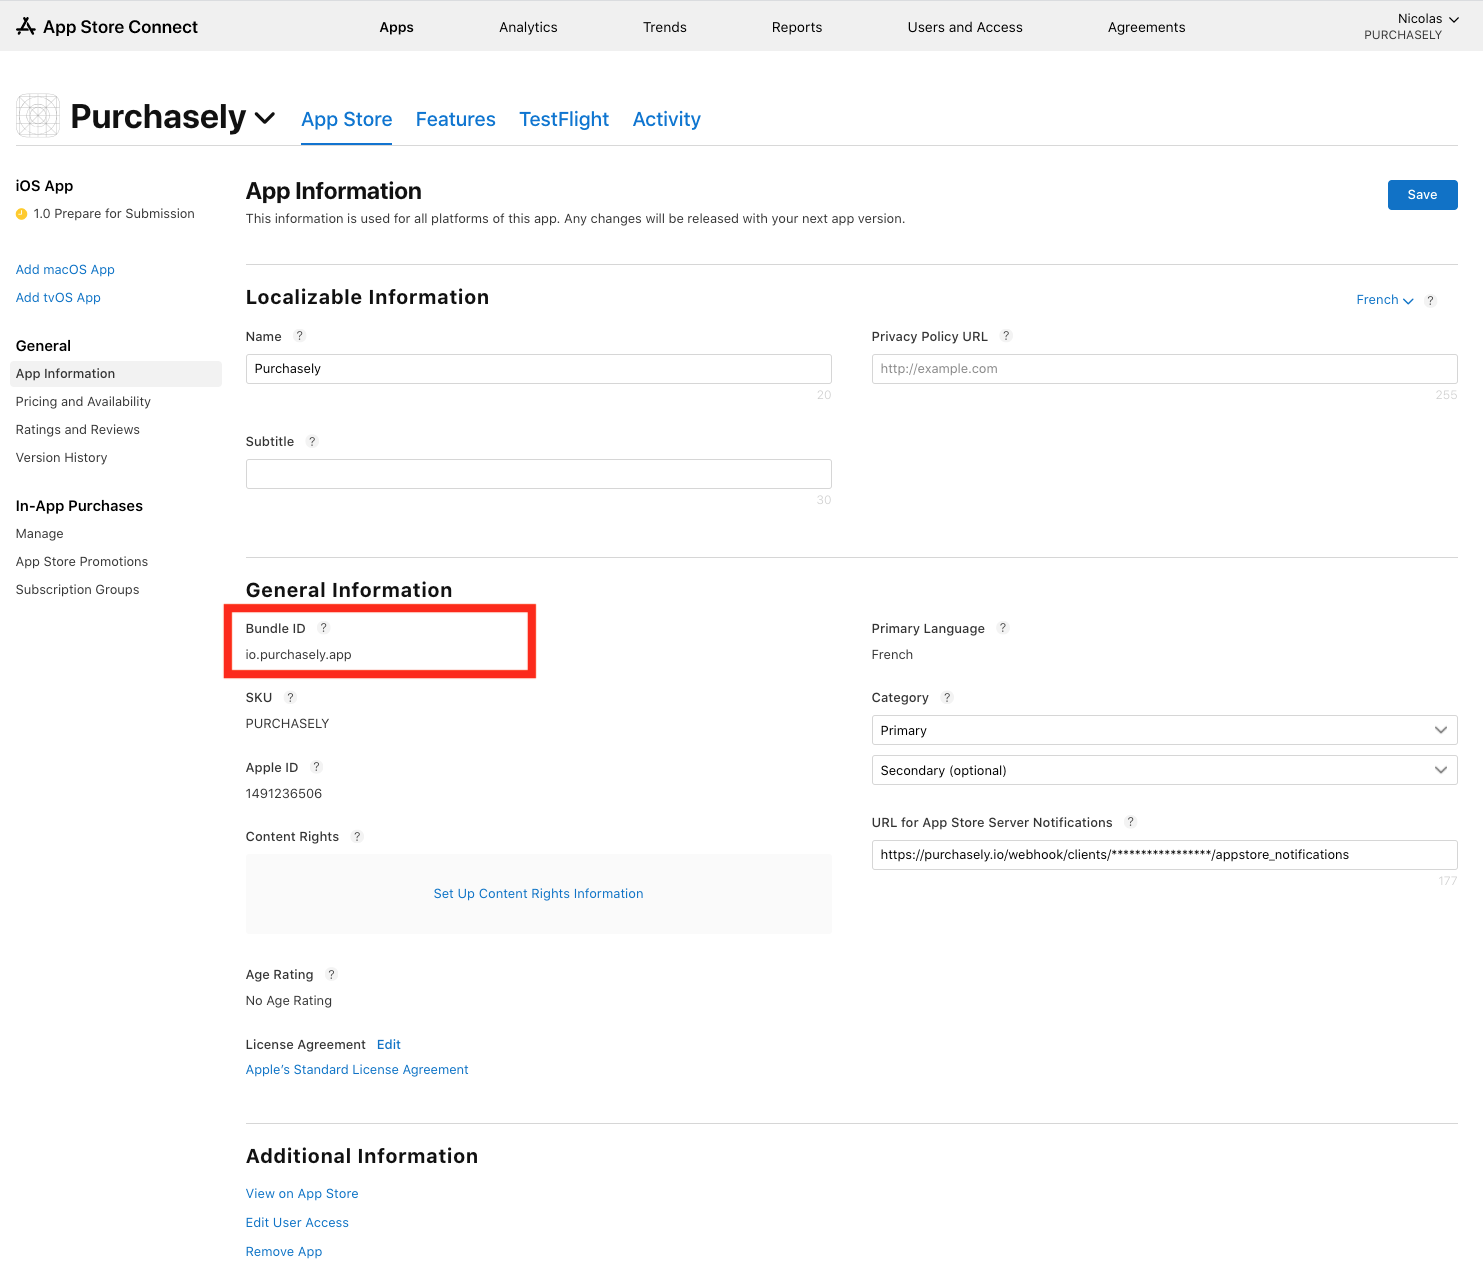 App Store Connect
Apps
Analytics
Trends
Reports
Users and Access
Agreements
Nicolas
PURCHASELY
Purchasely
App Store
Features
TestFlight
Activity
iOS App
1.0 Prepare for Submission
Add macOS App
Add tvOS App
General
App Information
Pricing and Availability
Ratings and Reviews
Version History
In-App Purchases
Manage
App Store Promotions
Subscription Groups
App Information
This information is used for all platforms of this app. Any changes will be released with your next app version.
Save
Localizable Information
French
?
Name ?
Purchasely
20
Privacy Policy URL ?
http://example.com
255
Subtitle ?
30
General Information
Bundle ID ?
io.purchasely.app
SKU ?
PURCHASELY
Apple ID ?
1491236506
Content Rights ?
Set Up Content Rights Information
Age Rating ?
No Age Rating
License Agreement Edit
Apple's Standard License Agreement
Primary Language ?
French
Category ?
Primary
Secondary (optional)
URL for App Store Server Notifications ?
https://purchasely.io/webhook/clients/*****************/appstore_notifications
177
Additional Information
View on App Store
Edit User Access
Remove App